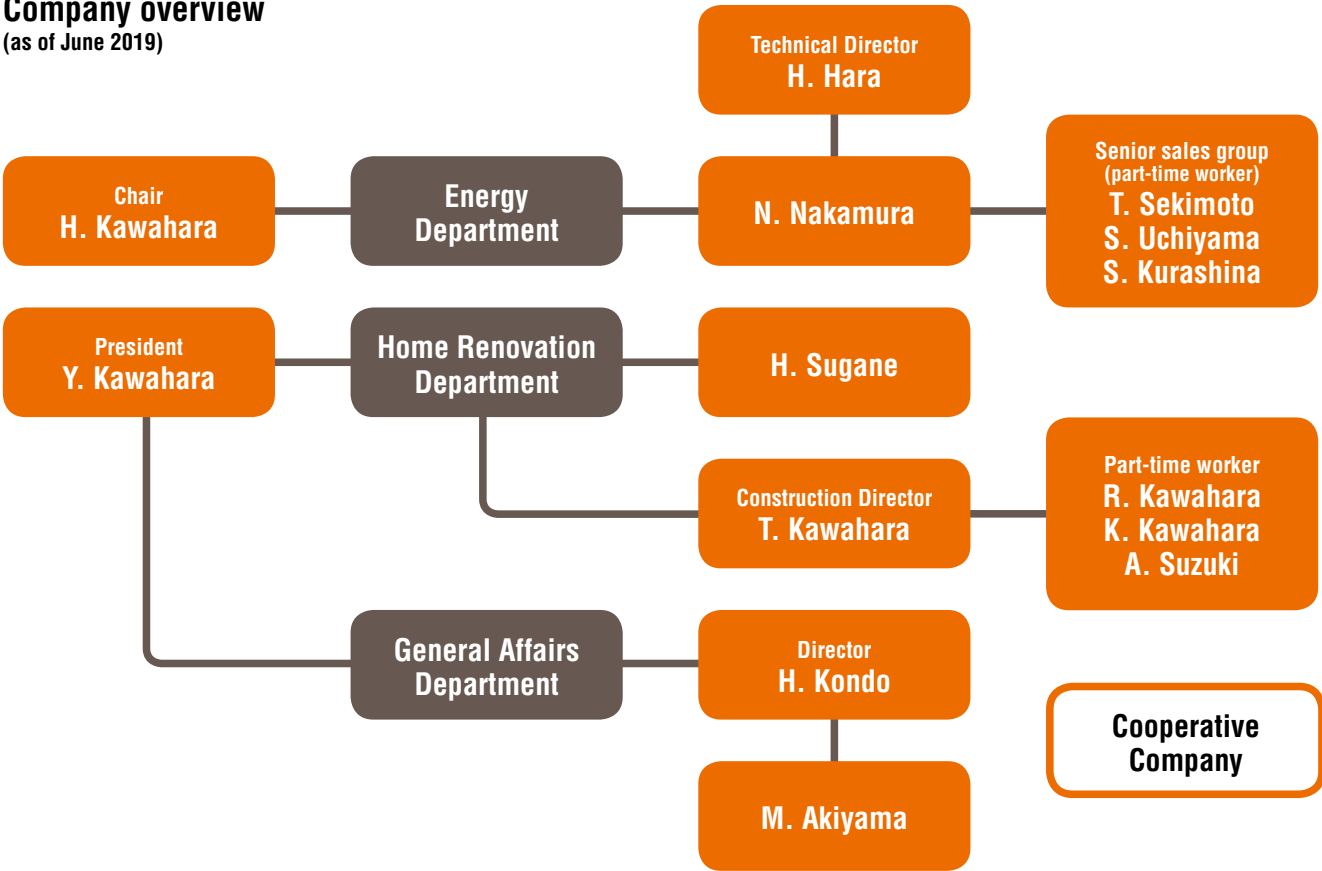 Company overview
(as of June 2019)
Technical Director
H. Hara
Chair
H. Kawahara
Energy
Department
N. Nakamura
Senior sales group
(part-time worker)
T. Sekimoto
S. Uchiyama
S. Kurashina
President
Y. Kawahara
Home Renovation
Department
H. Sugane
Construction Director
T. Kawahara
Part-time worker
R. Kawahara
K. Kawahara
A. Suzuki
General Affairs
Department
Director
H. Kondo
M. Akiyama
Cooperative
Company